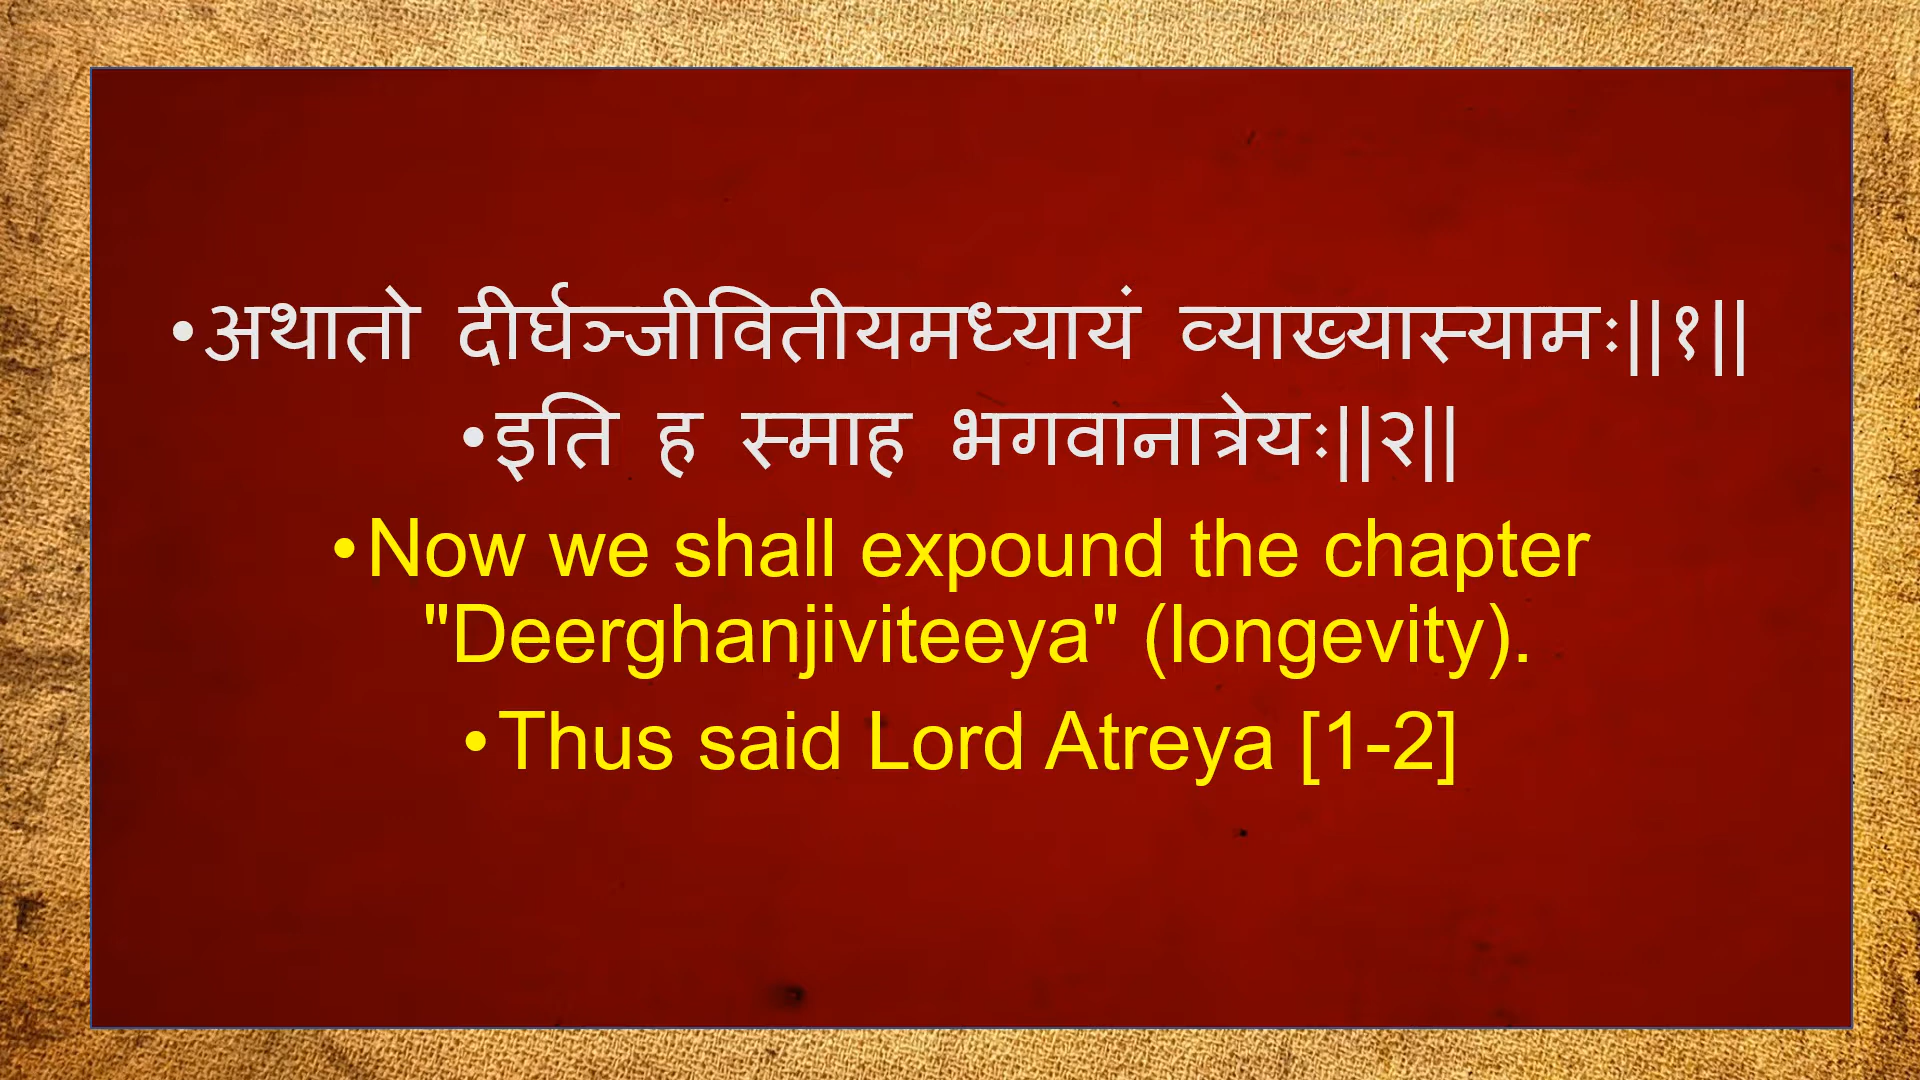 •अथातो दीर्घञ्जीवितीयमध्यायं व्याख्यास्यामः||१||
•इति ह स्माह भगवानात्रेयः||२||
•Now we shall expound the chapter
"Deerghanjiviteeya" (longevity).
•Thus said Lord Atreya [1-2]